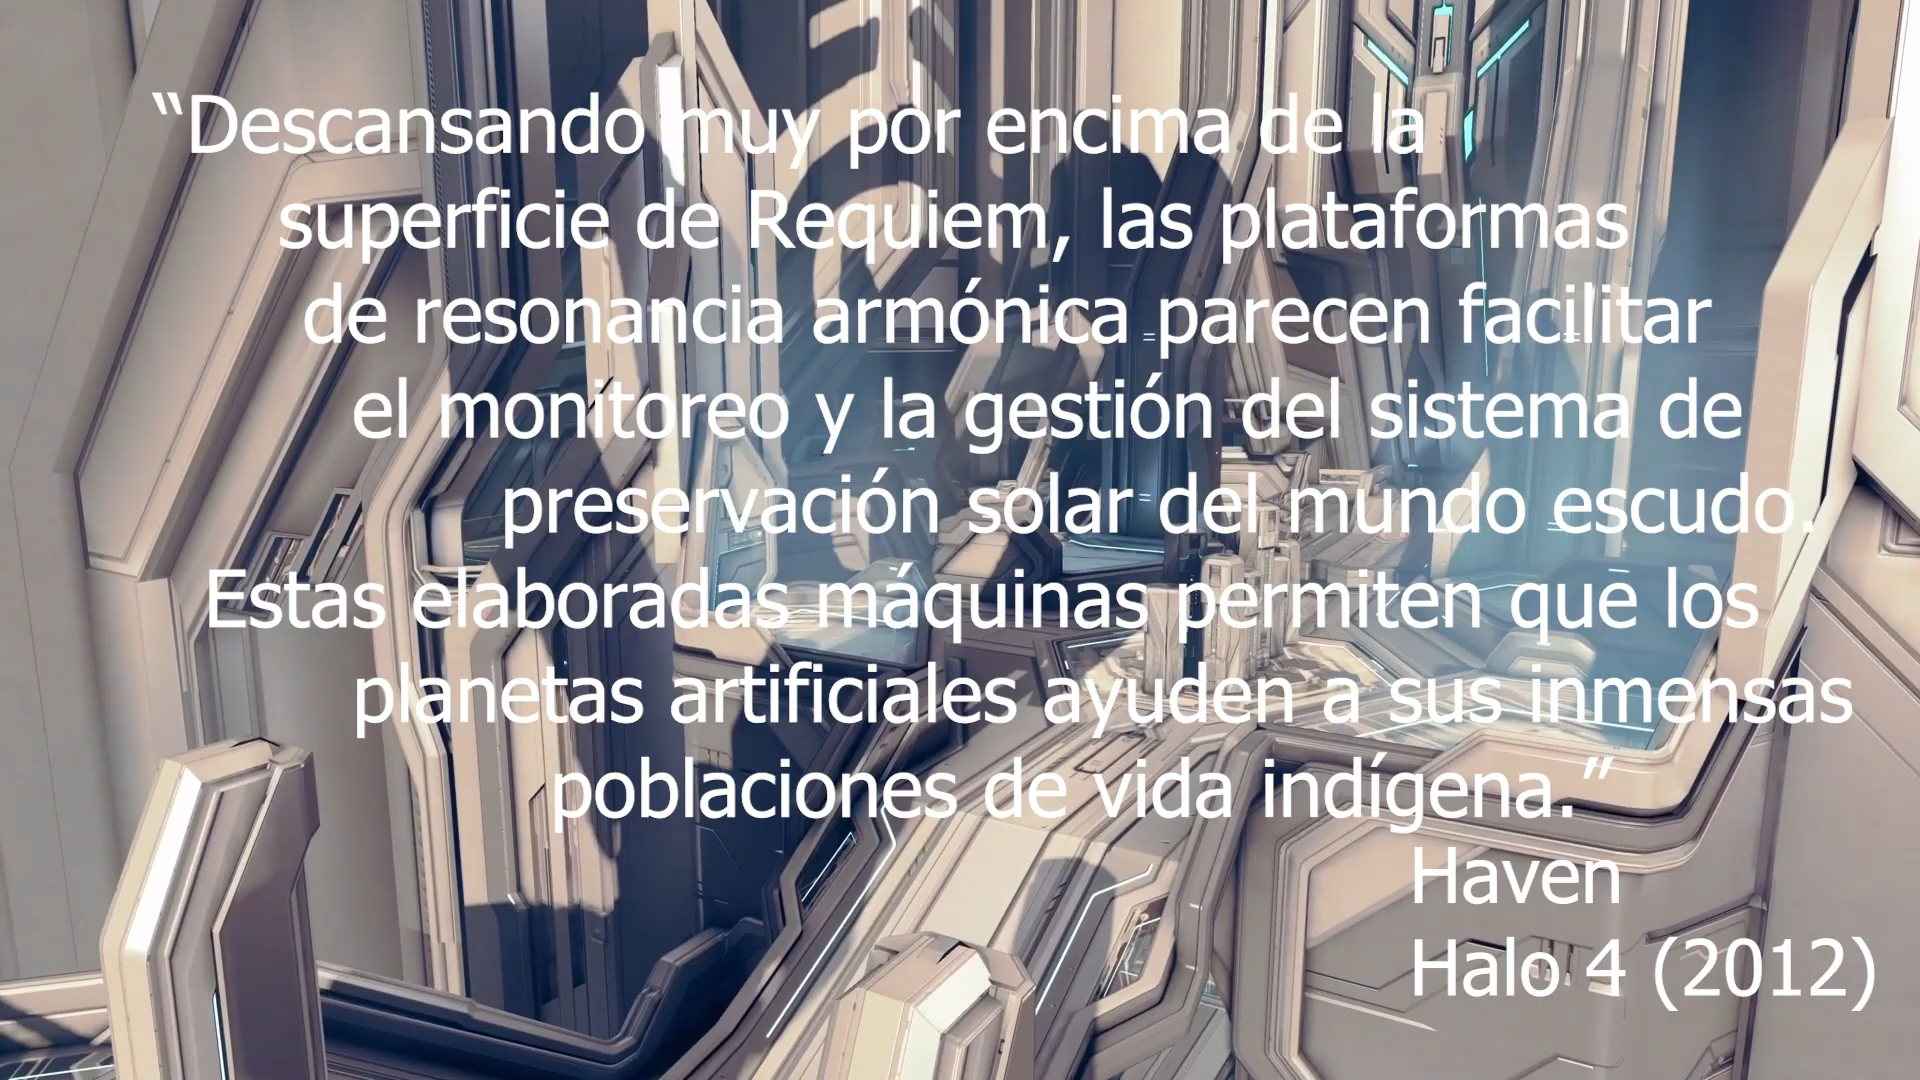 “Descansando muy por encima de la
superficie de Requiem, las plataformas
de resonancia armónica parecen facilitar
el monitoreo y la gestión del sistema de
preservación solar del mundo escudo.
Estas elaboradas máquinas permiten que los
planetas artificiales ayuden a sus inmensas
poblaciones de vida indígena.”
Haven
Halo 4 (2012)